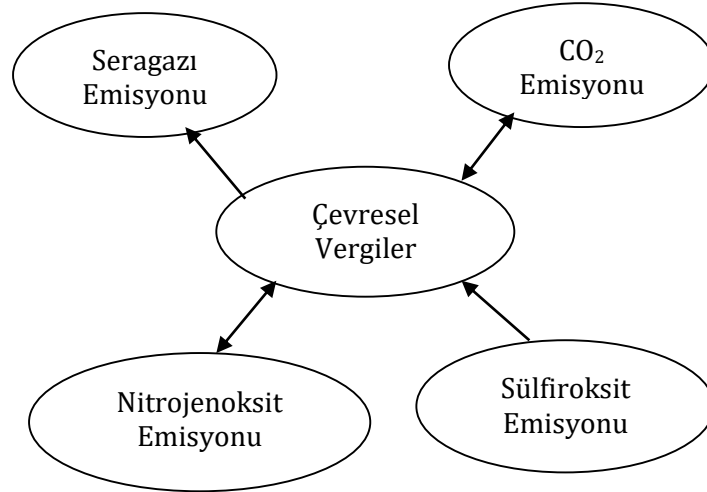 Seragazı
Emisyonu
CO₂
Emisyonu
Çevresel
Vergiler
Nitrojenoksit
Emisyonu
Sülfiroksit
Emisyonu